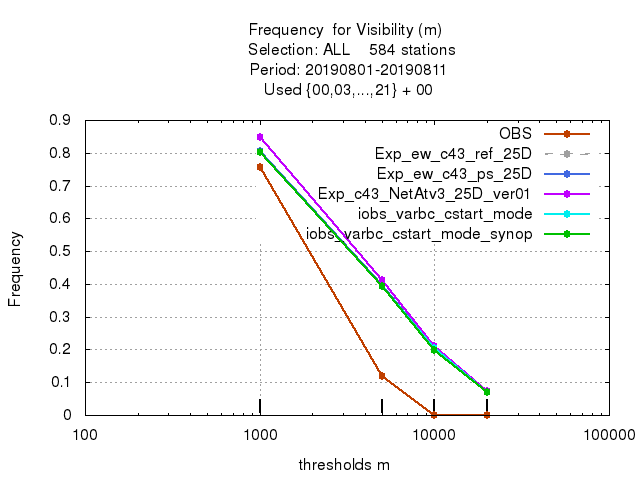 Frequency for Visibility (m)
Selection: ALL 584 stations
Period: 20190801-20190811
Used {00,03,...,21} + 00
0.9
0.8
0.7
0.6
0.5
0.4
0.3
0.2
0.1
0
Frequency
OBS
Exp_ew_c43_ref_25D
Exp_ew_c43_ps_25D
Exp_c43_NetAtv3_25D_ver01
iobs_varbc_cstart_mode
iobs_varbc_cstart_mode_synop
100 1000 10000 100000
thresholds m